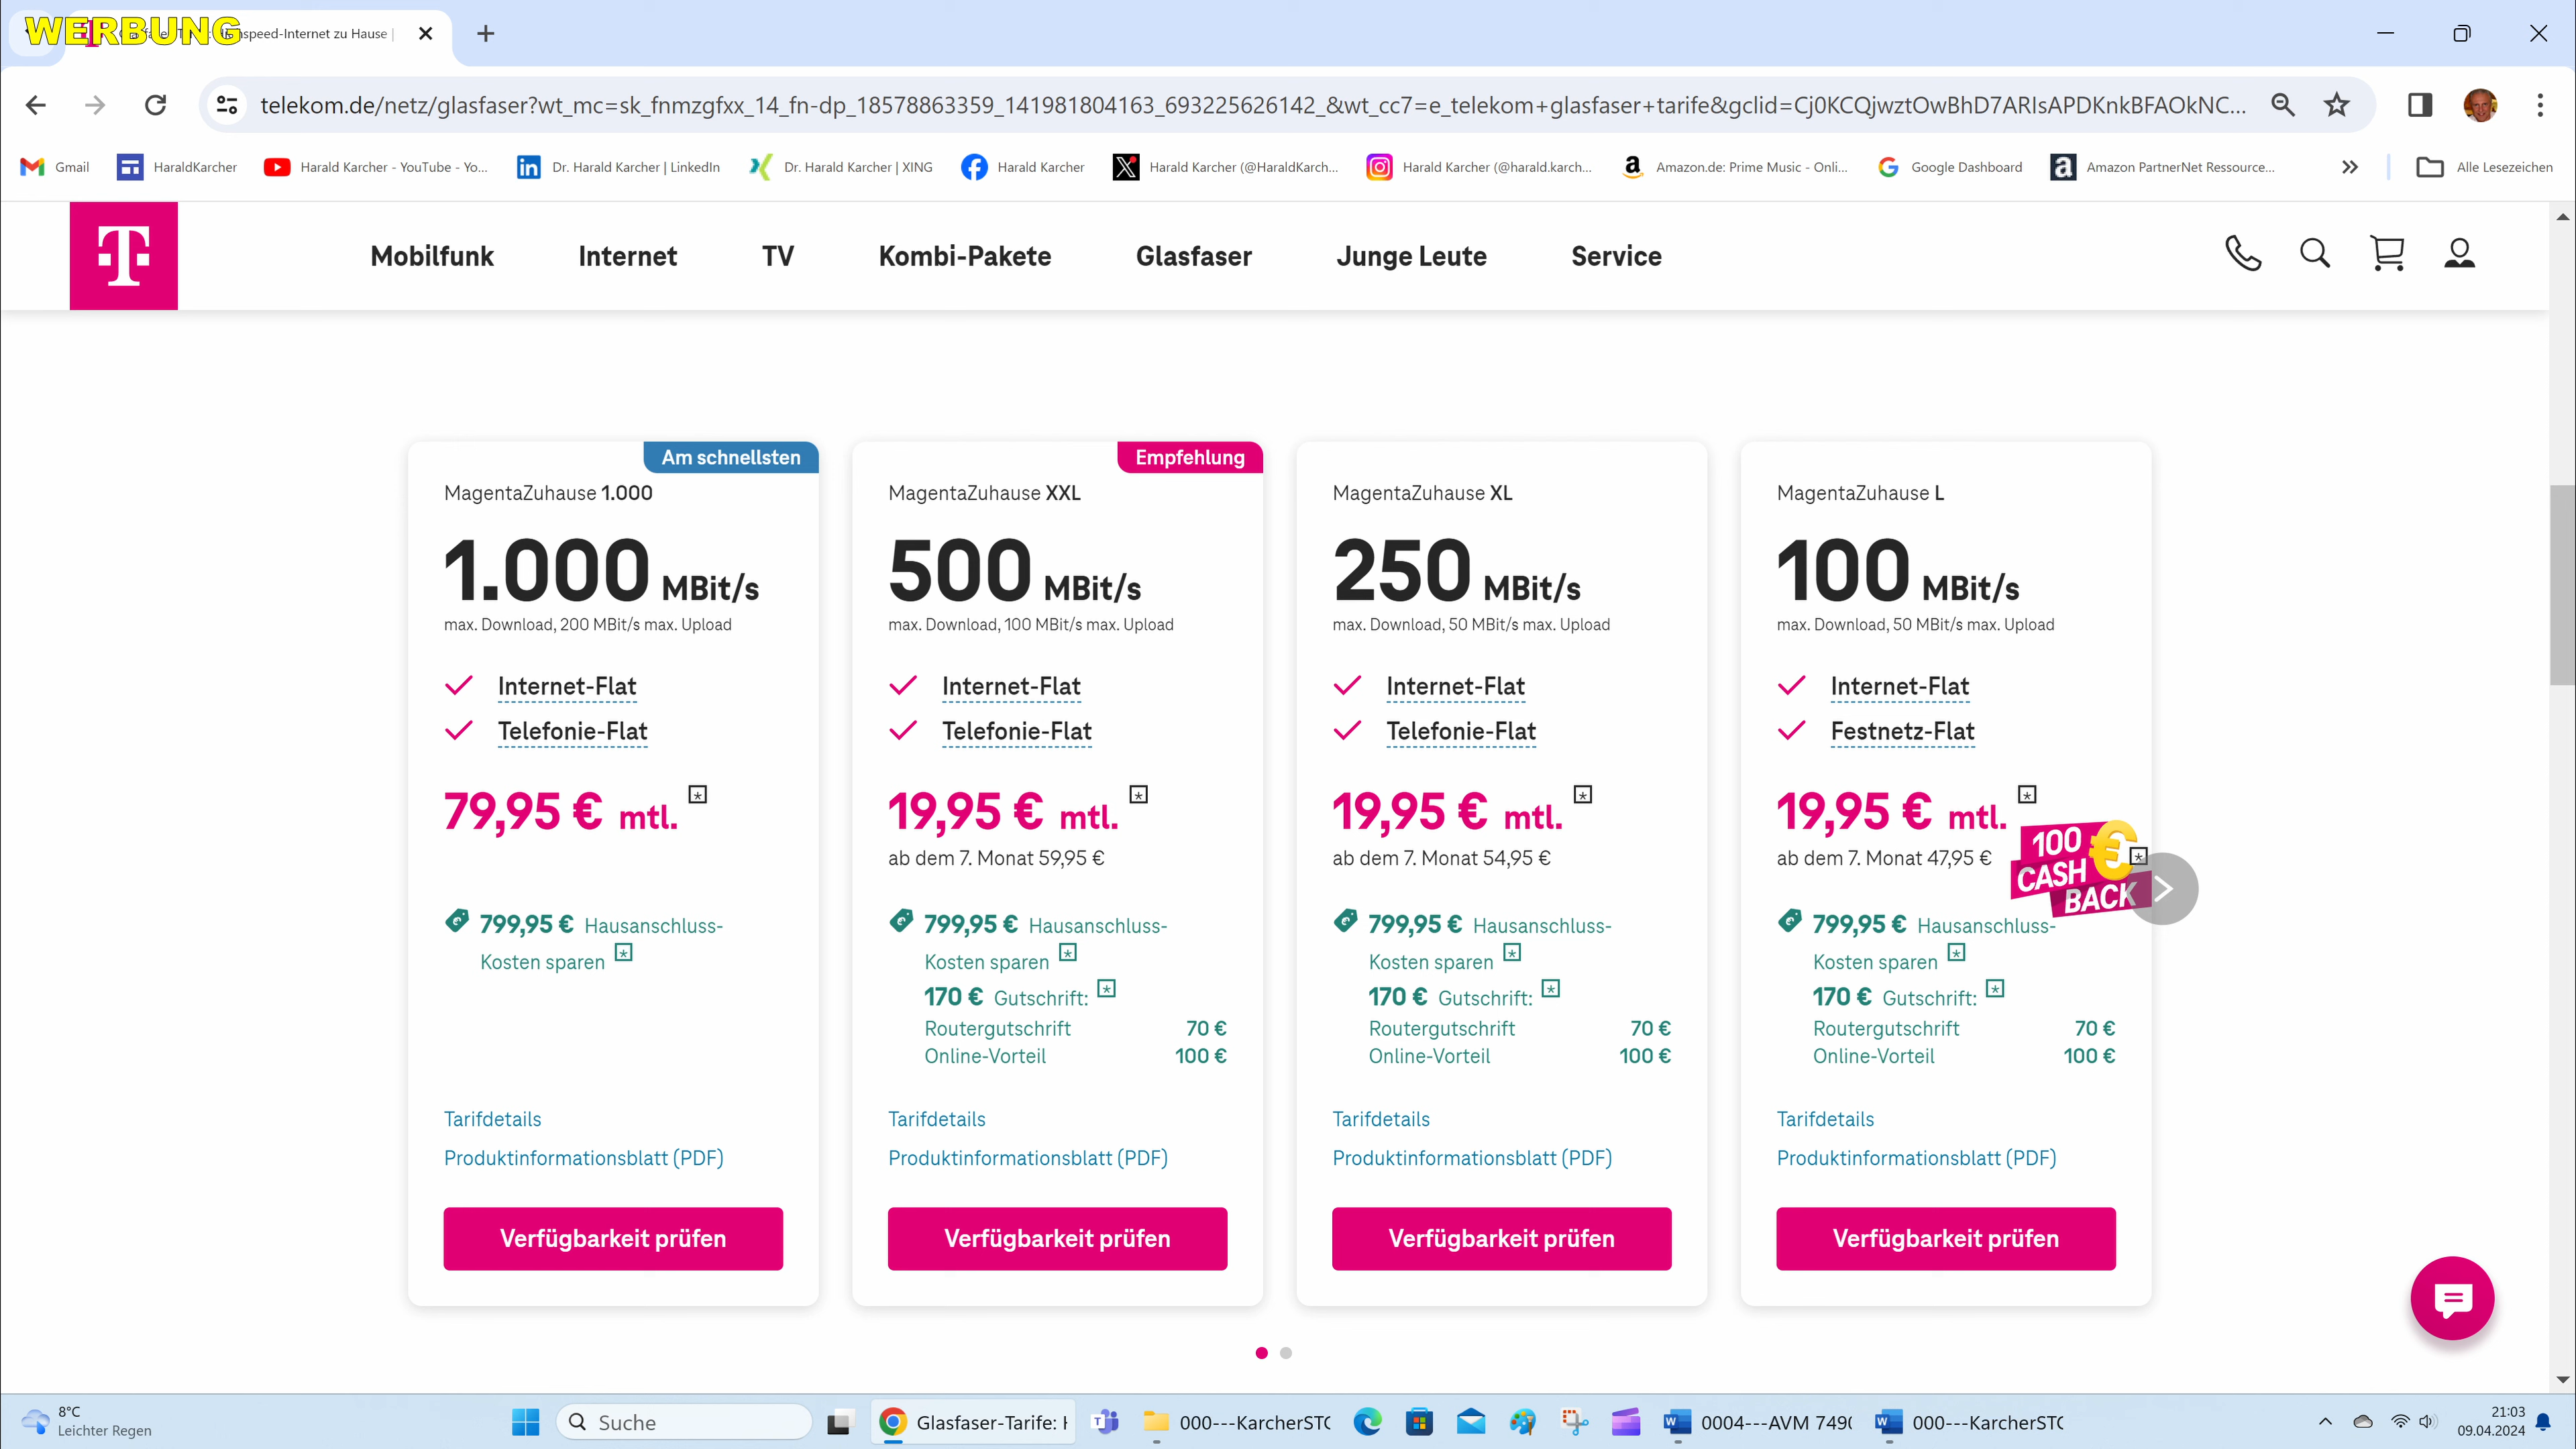 WERBUNG
speed-Internet zu Hause |
telekom.de/netz/glasfaser?wt_mc=sk_fnmzgfxx_14_fn-dp_18578863359_141981804163_693225626142_&wt_cc7=e_telekom+glasfaser+tarife&gclid=Cj0KCQjwztOwBhD7ARIsAPDKnkBFAOkNC...
Gmail
HaraldKarcher
Harald Karcher - YouTube - Yo...
Dr. Harald Karcher | LinkedIn
Dr. Harald Karcher | XING
Harald Karcher
Harald Karcher (@HaraldKarch...
Harald Karcher (@harald.karch...
Amazon.de: Prime Music - Onli...
Google Dashboard
Amazon PartnerNet Ressource...
Alle Lesezeichen
T
Mobilfunk
Internet
TV
Kombi-Pakete
Glasfaser
Junge Leute
Service
Am schnellsten
MagentaZuhause 1.000
1.000 MBit/s
max. Download, 200 MBit/s max. Upload
Internet-Flat
Telefonie-Flat
79,95 € mtl. *
799,95 € Hausanschluss-
Kosten sparen *
Tarifdetails
Produktinformationsblatt (PDF)
Verfügbarkeit prüfen
Empfehlung
MagentaZuhause XXL
500 MBit/s
max. Download, 100 MBit/s max. Upload
Internet-Flat
Telefonie-Flat
19,95 € mtl. *
ab dem 7. Monat 59,95 €
799,95 € Hausanschluss-
Kosten sparen *
170 € Gutschrift: *
Routergutschrift 70 €
Online-Vorteil 100 €
Tarifdetails
Produktinformationsblatt (PDF)
Verfügbarkeit prüfen
MagentaZuhause XL
250 MBit/s
max. Download, 50 MBit/s max. Upload
Internet-Flat
Telefonie-Flat
19,95 € mtl. *
ab dem 7. Monat 54,95 €
799,95 € Hausanschluss-
Kosten sparen *
170 € Gutschrift: *
Routergutschrift 70 €
Online-Vorteil 100 €
Tarifdetails
Produktinformationsblatt (PDF)
Verfügbarkeit prüfen
MagentaZuhause L
100 MBit/s
max. Download, 50 MBit/s max. Upload
Internet-Flat
Festnetz-Flat
19,95 € mtl. *
ab dem 7. Monat 47,95 €
100 €
CASH
BACK
*
799,95 € Hausanschluss-
Kosten sparen *
170 € Gutschrift: *
Routergutschrift 70 €
Online-Vorteil 100 €
Tarifdetails
Produktinformationsblatt (PDF)
Verfügbarkeit prüfen
8°C
Leichter Regen
Suche
Glasfaser-Tarife: H
000---KarcherSTC
0004---AVM 7490
000---KarcherSTC
21:03
09.04.2024